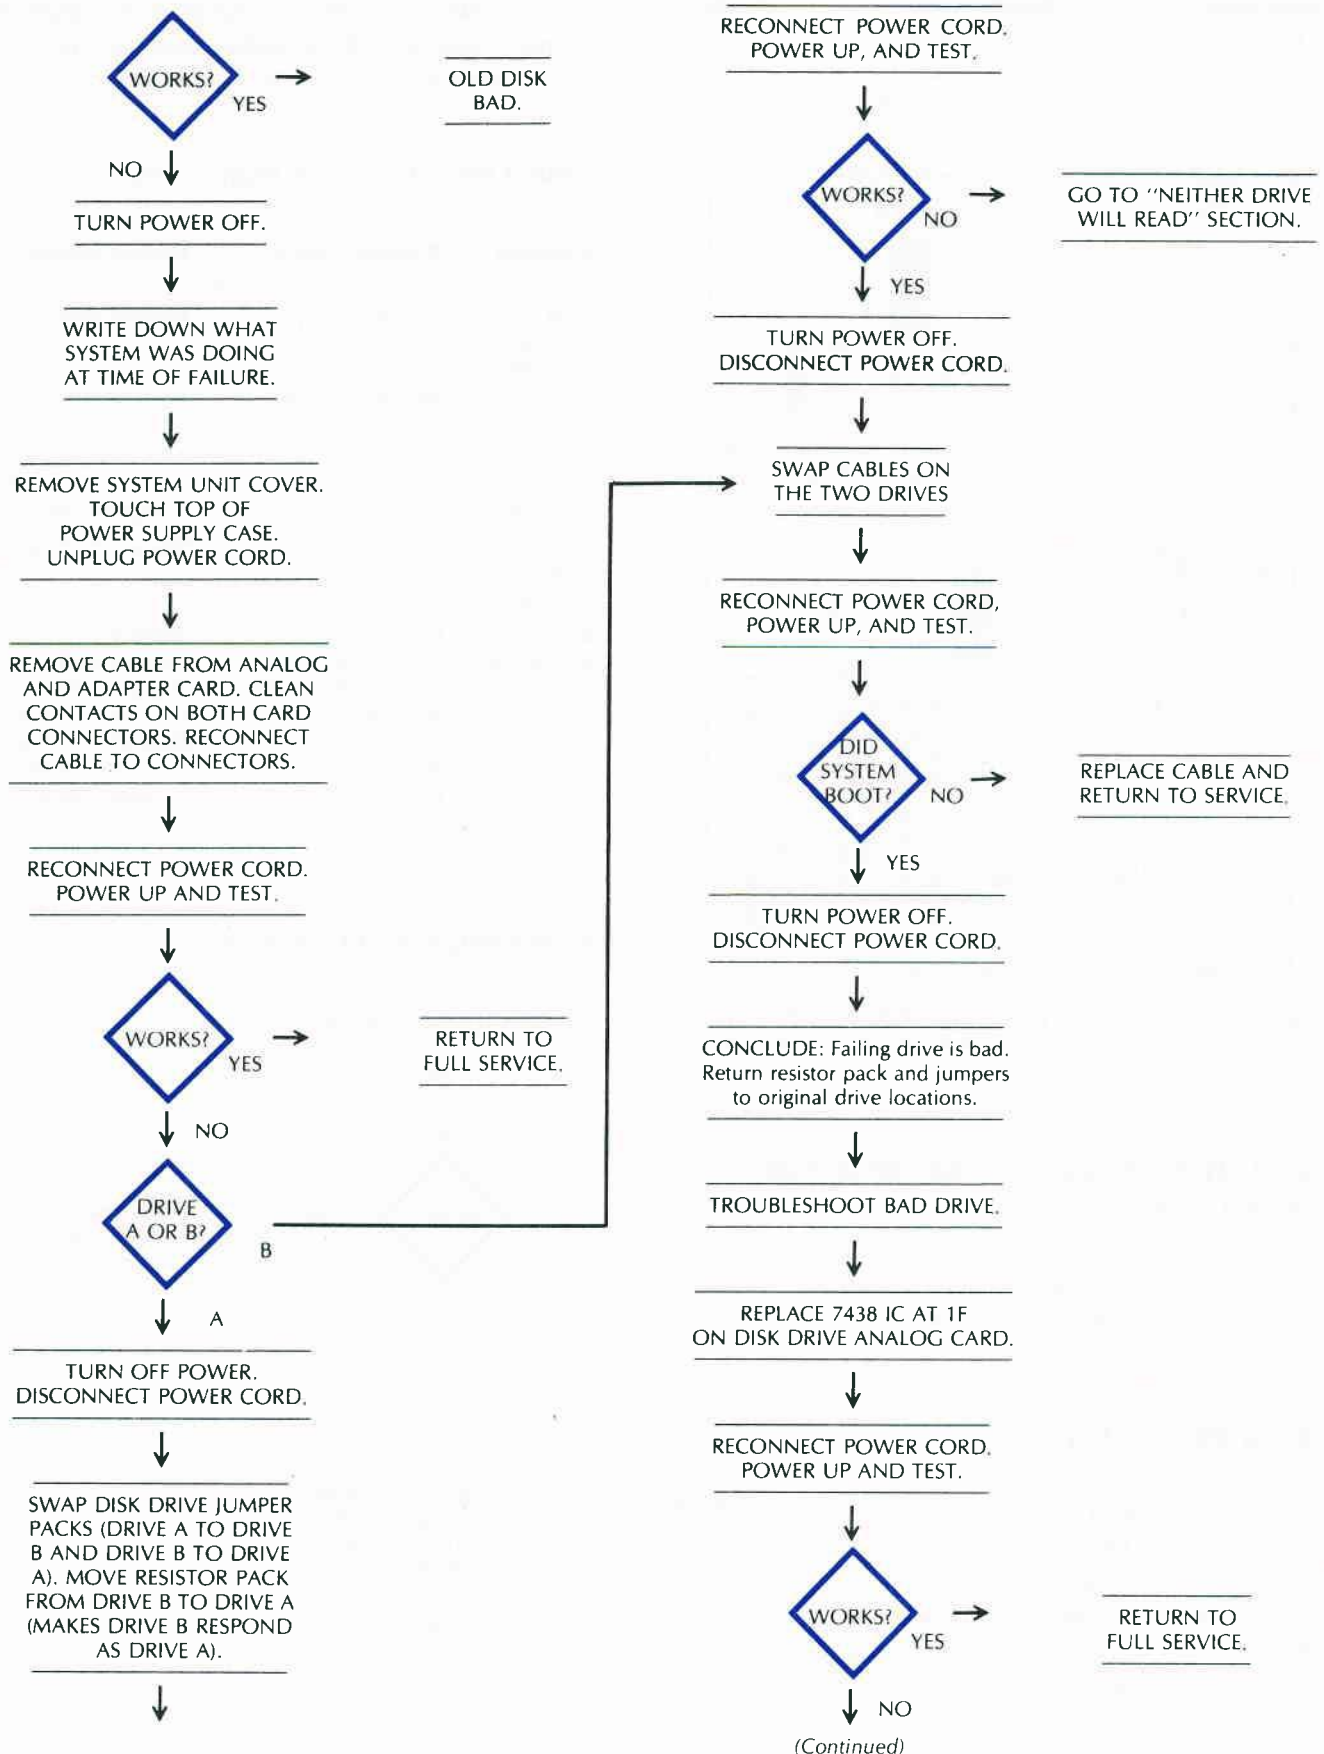 WORKS?
YES
OLD DISK
BAD.
NO
TURN POWER OFF.
WRITE DOWN WHAT
SYSTEM WAS DOING
AT TIME OF FAILURE.
REMOVE SYSTEM UNIT COVER.
TOUCH TOP OF
POWER SUPPLY CASE.
UNPLUG POWER CORD.
REMOVE CABLE FROM ANALOG
AND ADAPTER CARD. CLEAN
CONTACTS ON BOTH CARD
CONNECTORS. RECONNECT
CABLE TO CONNECTORS.
RECONNECT POWER CORD.
POWER UP AND TEST.
WORKS?
YES
RETURN TO
FULL SERVICE.
NO
DRIVE
A OR B?
B
A
TURN OFF POWER.
DISCONNECT POWER CORD.
SWAP DISK DRIVE JUMPER
PACKS (DRIVE A TO DRIVE
B AND DRIVE B TO DRIVE
A). MOVE RESISTOR PACK
FROM DRIVE B TO DRIVE A
(MAKES DRIVE B RESPOND
AS DRIVE A).
RECONNECT POWER CORD.
POWER UP, AND TEST.
WORKS?
NO
GO TO "NEITHER DRIVE
WILL READ" SECTION.
YES
TURN POWER OFF.
DISCONNECT POWER CORD.
SWAP CABLES ON
THE TWO DRIVES
RECONNECT POWER CORD,
POWER UP, AND TEST.
DID
SYSTEM
BOOT?
NO
REPLACE CABLE AND
RETURN TO SERVICE.
YES
TURN POWER OFF.
DISCONNECT POWER CORD.
CONCLUDE: Failing drive is bad.
Return resistor pack and jumpers
to original drive locations.
TROUBLESHOOT BAD DRIVE.
REPLACE 7438 IC AT 1F
ON DISK DRIVE ANALOG CARD.
RECONNECT POWER CORD.
POWER UP AND TEST.
WORKS?
YES
RETURN TO
FULL SERVICE.
NO
(Continued)